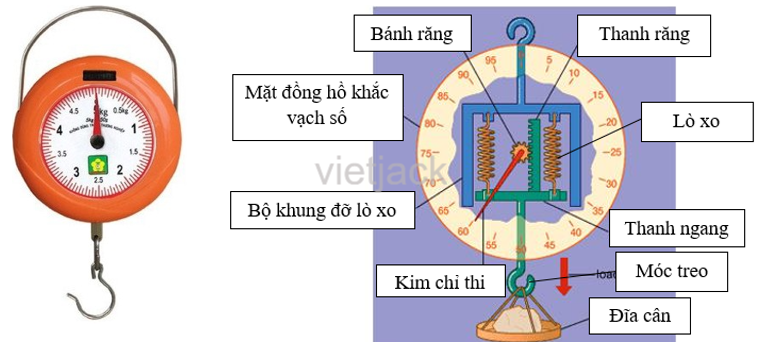 5kg
0.5kg
1
1.5
2
2.5
3
3.5
4
4.5
Bánh răng
Thanh răng
Mặt đồng hồ khắc
vạch số
Lò xo
Bộ khung đỡ lò xo
Thanh ngang
Kim chỉ thi
Móc treo
Đĩa cân
load
vietjack
0
5
10
15
20
25
30
35
40
45
50
55
60
65
70
75
80
85
90
95